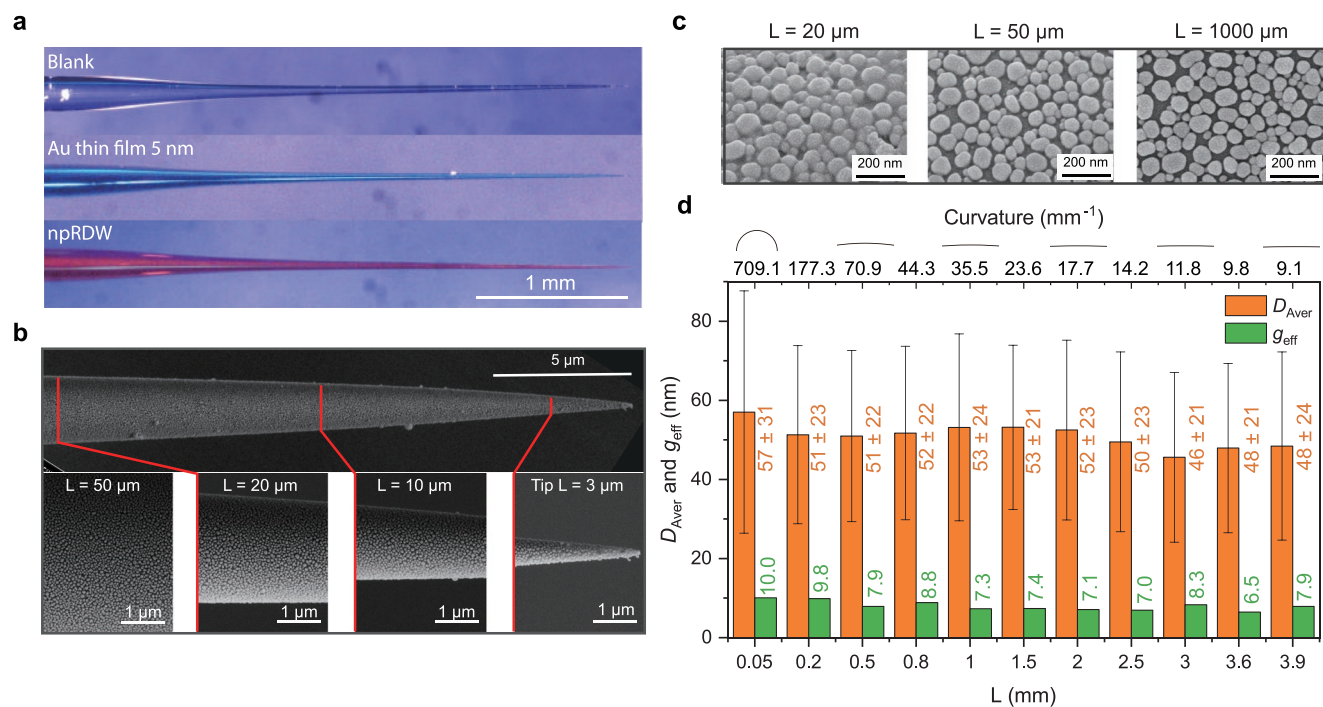 a
Blank
Au thin film 5 nm
npRDW
1 mm
b
5 µm
L = 50 µm
L = 20 µm
L = 10 µm
Tip L = 3 µm
1 µm
1 µm
1 µm
1 µm
c
L = 20 µm
L = 50 µm
L = 1000 µm
200 nm
200 nm
200 nm
d
Curvature (mm⁻¹)
709.1 177.3 70.9 44.3 35.5 23.6 17.7 14.2 11.8 9.8 9.1
D_Aver
g_eff
D_Aver and g_eff (nm)
80
60
40
20
0
57 ± 31
51 ± 23
51 ± 22
52 ± 22
53 ± 24
53 ± 21
52 ± 23
50 ± 23
46 ± 21
48 ± 21
48 ± 24
10.0
9.8
7.9
8.8
7.3
7.4
7.1
7.0
8.3
6.5
7.9
0.05 0.2 0.5 0.8 1 1.5 2 2.5 3 3.6 3.9
L (mm)